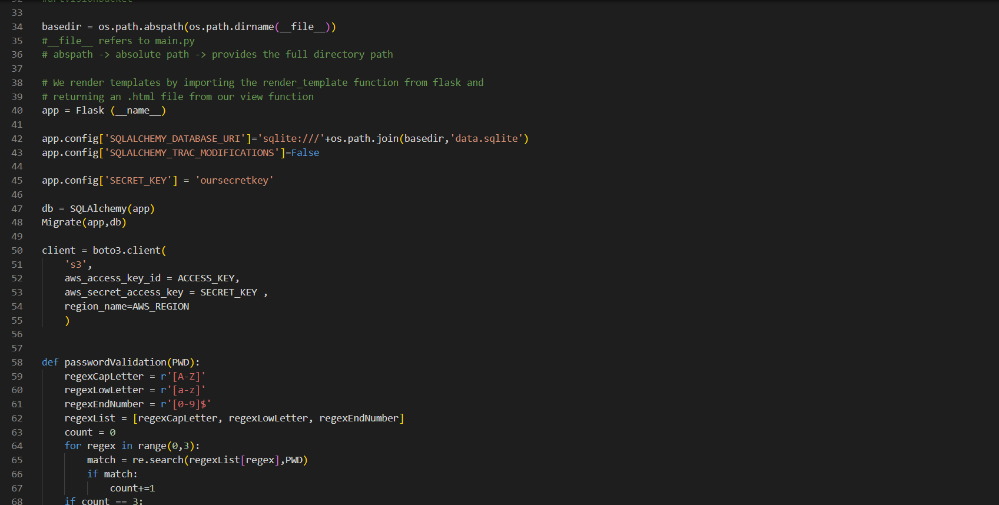 32 #artvisionbucket
33
34 basedir = os.path.abspath(os.path.dirname(__file__))
35 #__file__ refers to main.py
36 # abspath -> absolute path -> provides the full directory path
37
38 # We render templates by importing the render_template function from flask and
39 # returning an .html file from our view function
40 app = Flask (__name__)
41
42 app.config['SQLALCHEMY_DATABASE_URI']='sqlite:///'+os.path.join(basedir,'data.sqlite')
43 app.config['SQLALCHEMY_TRAC_MODIFICATIONS']=False
44
45 app.config['SECRET_KEY'] = 'oursecretkey'
46
47 db = SQLAlchemy(app)
48 Migrate(app,db)
49
50 client = boto3.client(
51     's3',
52     aws_access_key_id = ACCESS_KEY,
53     aws_secret_access_key = SECRET_KEY ,
54     region_name=AWS_REGION
55     )
56
57
58 def passwordValidation(PWD):
59     regexCapLetter = r'[A-Z]'
60     regexLowLetter = r'[a-z]'
61     regexEndNumber = r'[0-9]$'
62     regexList = [regexCapLetter, regexLowLetter, regexEndNumber]
63     count = 0
64     for regex in range(0,3):
65         match = re.search(regexList[regex],PWD)
66         if match:
67             count+=1
68     if count == 3: